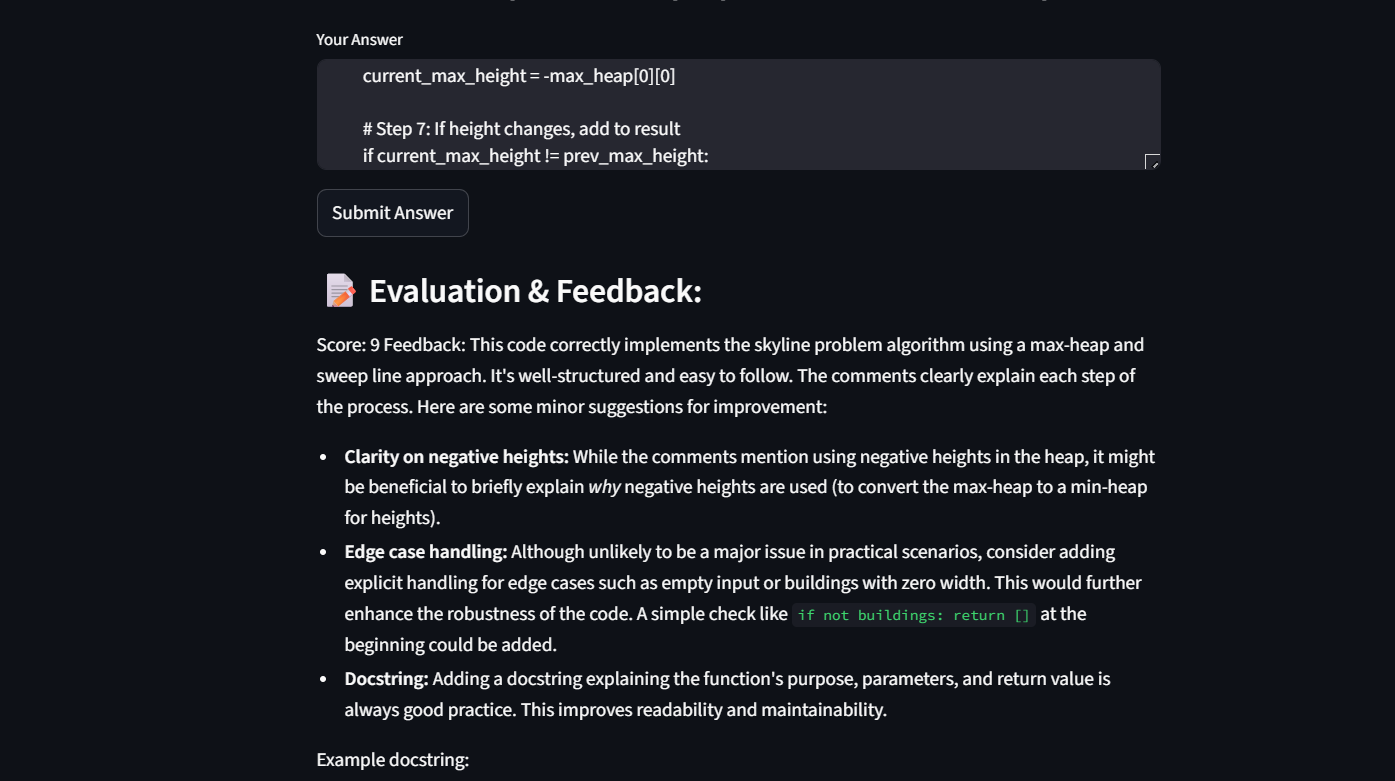 Your Answer
current_max_height = -max_heap[0][0]
# Step 7: If height changes, add to result
if current_max_height != prev_max_height:
Submit Answer
Evaluation & Feedback:
Score: 9 Feedback: This code correctly implements the skyline problem algorithm using a max-heap and
sweep line approach. It's well-structured and easy to follow. The comments clearly explain each step of
the process. Here are some minor suggestions for improvement:
• Clarity on negative heights: While the comments mention using negative heights in the heap, it might
be beneficial to briefly explain why negative heights are used (to convert the max-heap to a min-heap
for heights).
• Edge case handling: Although unlikely to be a major issue in practical scenarios, consider adding
explicit handling for edge cases such as empty input or buildings with zero width. This would further
enhance the robustness of the code. A simple check like if not buildings: return [] at the
beginning could be added.
• Docstring: Adding a docstring explaining the function's purpose, parameters, and return value is
always good practice. This improves readability and maintainability.
Example docstring: